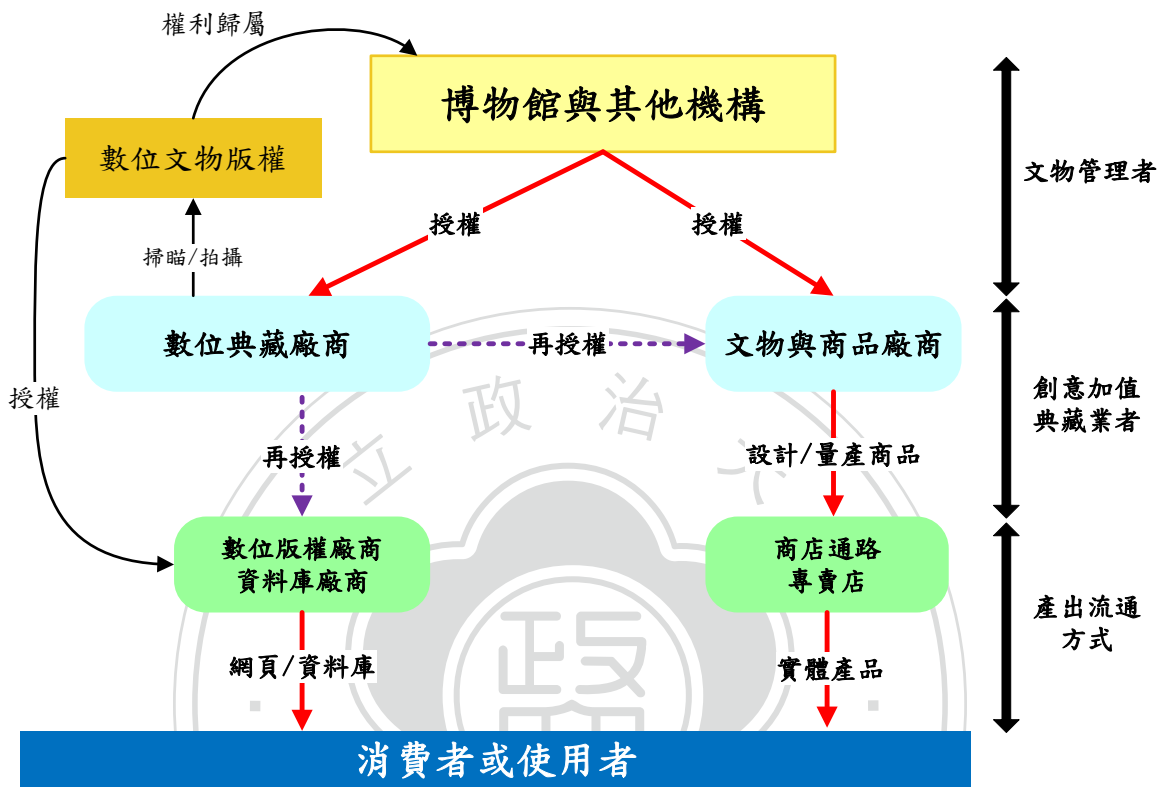 權利歸屬
博物館與其他機構
數位文物版權
文物管理者
授權
授權
掃瞄/拍攝
數位典藏廠商
再授權
文物與商品廠商
創意加值
典藏業者
授權
立政治大
再授權
設計/量產商品
數位版權廠商
資料庫廠商
商店通路
專賣店
產出流通
方式
政
網頁/資料庫
實體產品
消費者或使用者